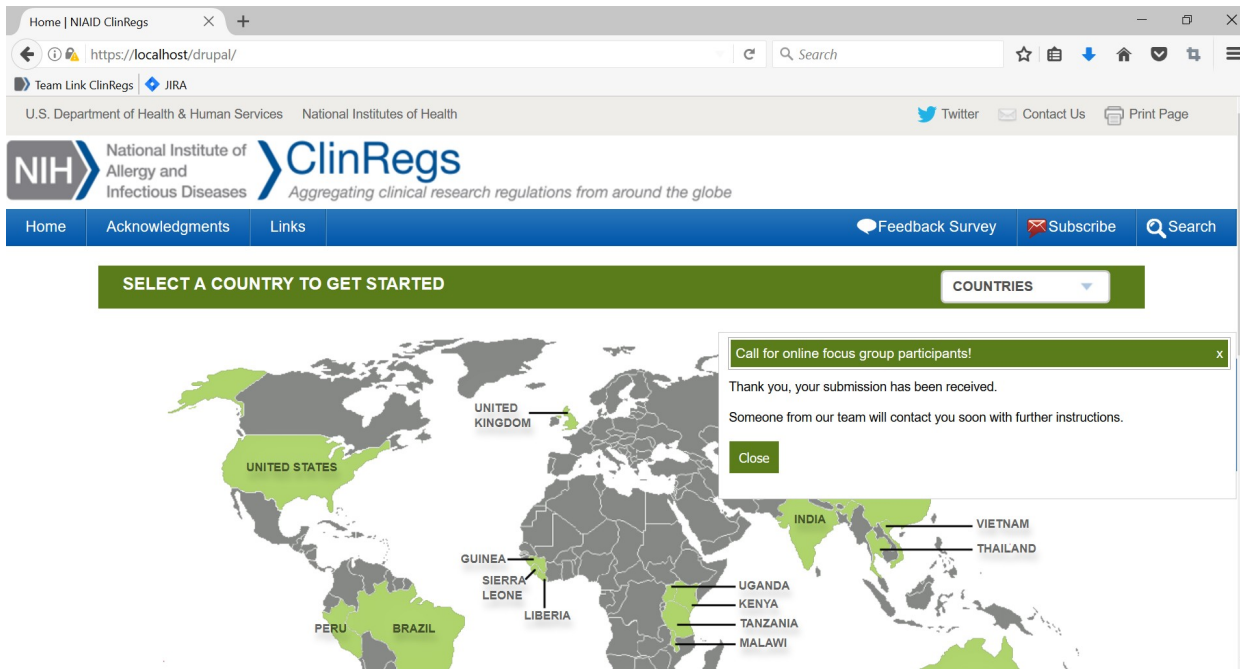 Home | NIAID ClinRegs
https://localhost/drupal/
Search
Team Link ClinRegs
JIRA
U.S. Department of Health & Human Services
National Institutes of Health
Twitter
Contact Us
Print Page
NIH
National Institute of
Allergy and
Infectious Diseases
ClinRegs
Aggregating clinical research regulations from around the globe
Home
Acknowledgments
Links
Feedback Survey
Subscribe
Search
SELECT A COUNTRY TO GET STARTED
COUNTRIES
Call for online focus group participants!
x
Thank you, your submission has been received.
Someone from our team will contact you soon with further instructions.
Close
UNITED
KINGDOM
UNITED STATES
INDIA
VIETNAM
THAILAND
GUINEA
SIERRA
LEONE
LIBERIA
UGANDA
KENYA
TANZANIA
MALAWI
PERU
BRAZIL